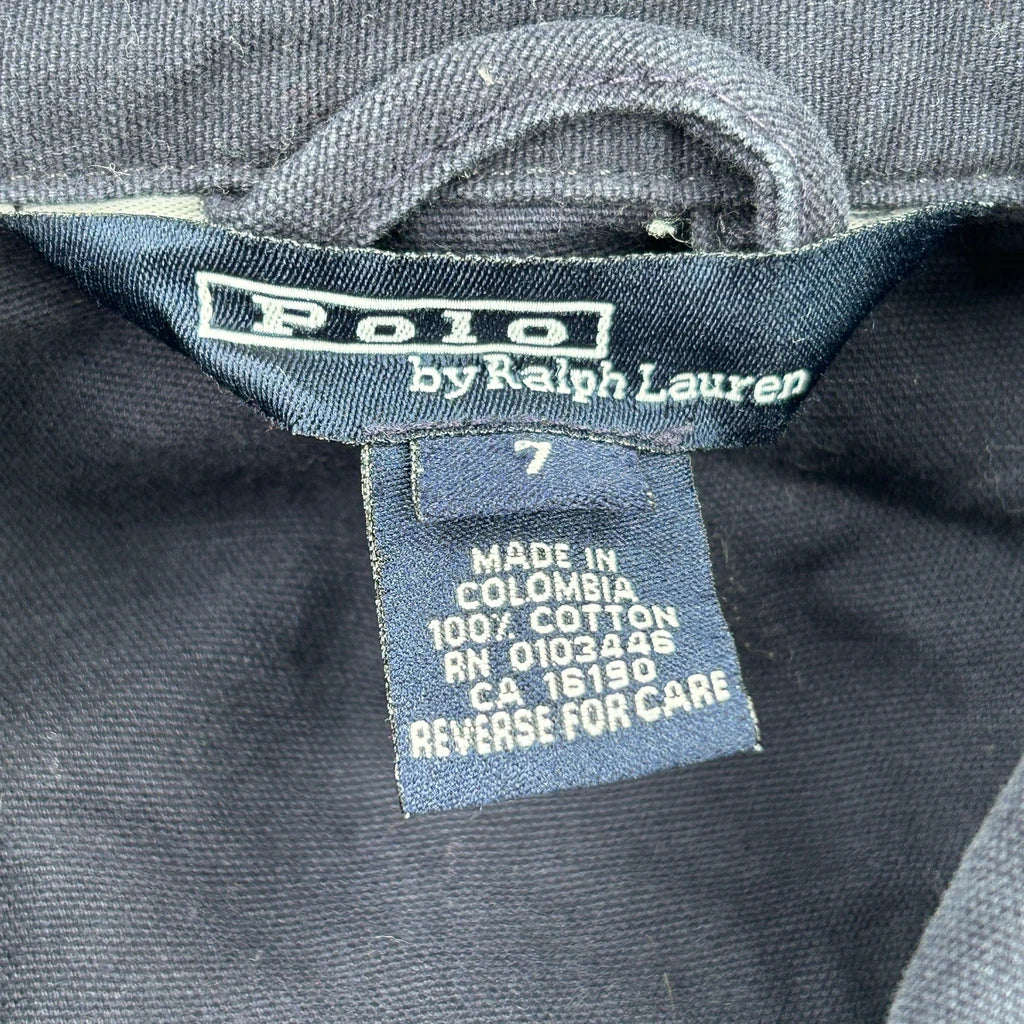 Polo
by Ralph Lauren
7
MADE IN
COLOMBIA
100% COTTON
RN 0103446
CA 16190
REVERSE FOR CARE